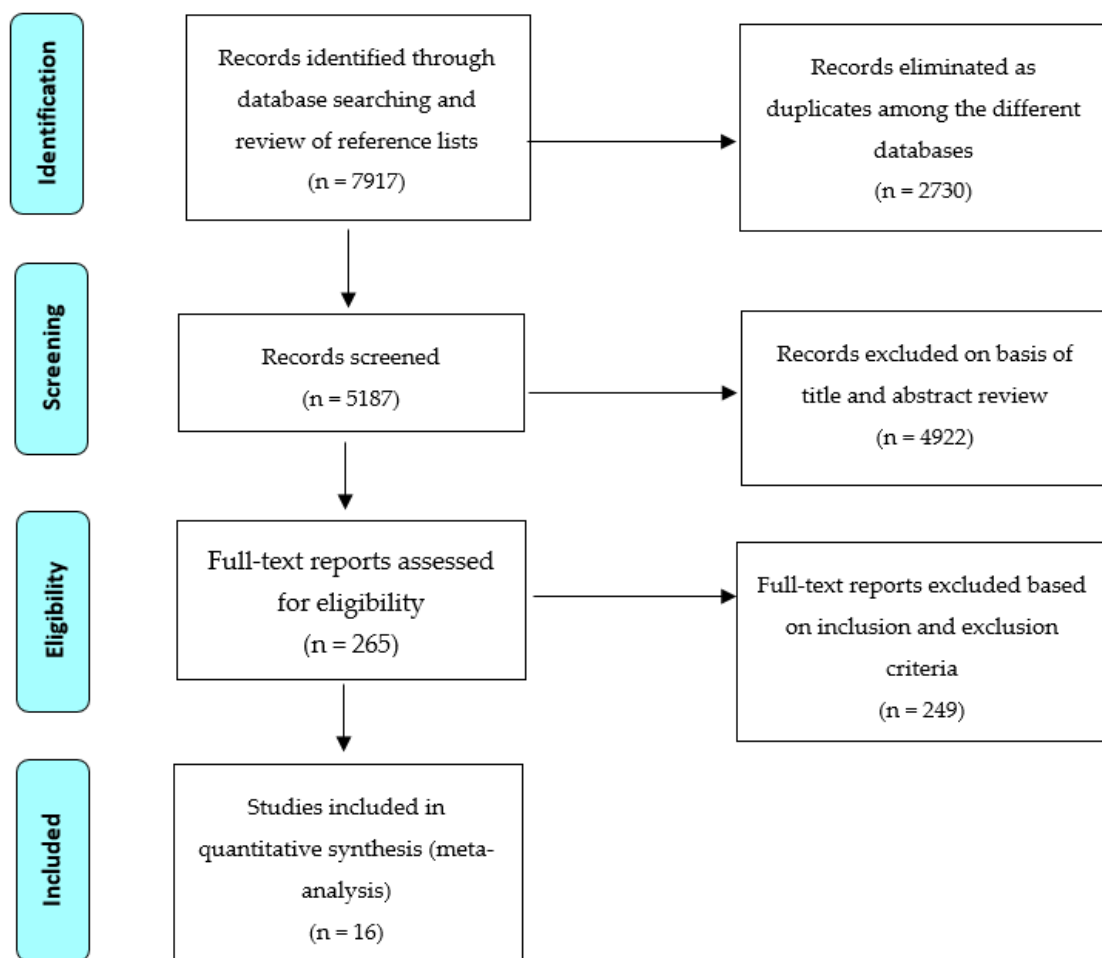 Identification
Records identified through
database searching and
review of reference lists
(n = 7917)
Records eliminated as
duplicates among the different
databases
(n = 2730)
Screening
Records screened
(n = 5187)
Records excluded on basis of
title and abstract review
(n = 4922)
Eligibility
Full-text reports assessed
for eligibility
(n = 265)
Full-text reports excluded based
on inclusion and exclusion
criteria
(n = 249)
Included
Studies included in
quantitative synthesis (meta-
analysis)
(n = 16)